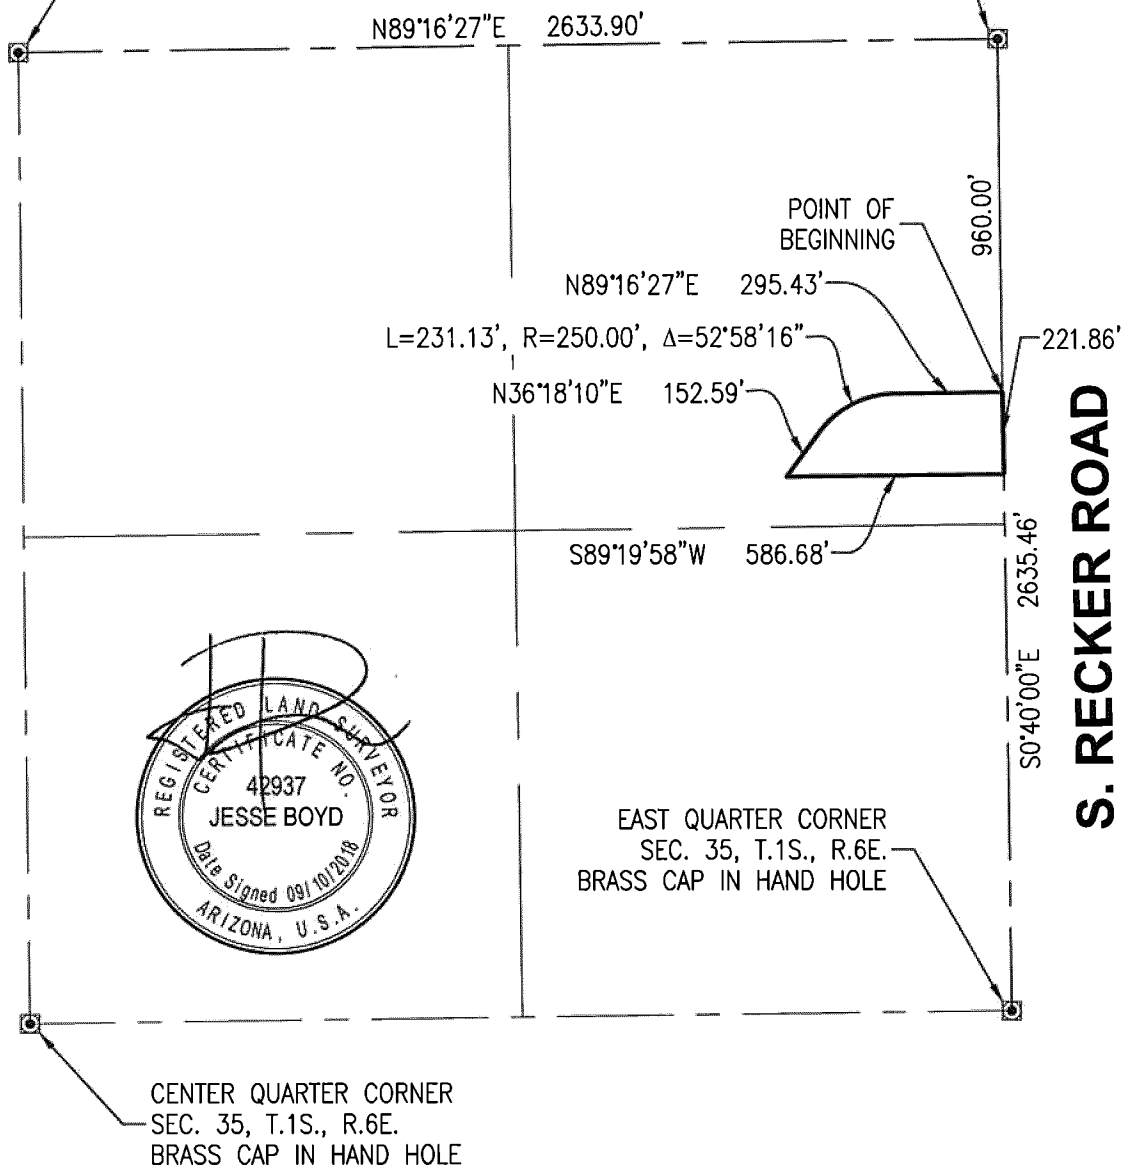 N89°16'27"E 2633.90'
960.00'
POINT OF
BEGINNING
N89°16'27"E 295.43'
L=231.13', R=250.00', Δ=52°58'16"
221.86'
N36°18'10"E 152.59'
S. RECKER ROAD
S89°19'58"W 586.68'
S0°40'00"E 2635.46'
REGISTERED LAND SURVEYOR
CERTIFICATE NO.
42937
JESSE BOYD
Date Signed 09/10/2018
ARIZONA, U.S.A.
EAST QUARTER CORNER
SEC. 35, T.1S., R.6E.
BRASS CAP IN HAND HOLE
CENTER QUARTER CORNER
SEC. 35, T.1S., R.6E.
BRASS CAP IN HAND HOLE